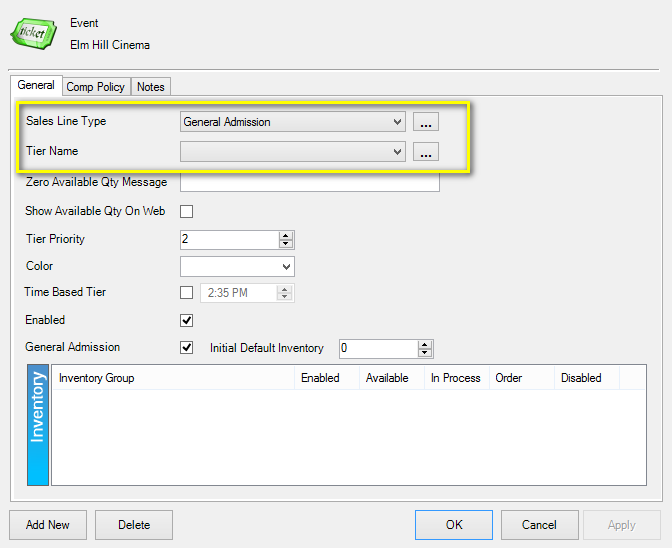 ticket
Event
Elm Hill Cinema
General Comp Policy Notes
Sales Line Type General Admission ...
Tier Name ...
Zero Available Qty Message
Show Available Qty On Web
Tier Priority 2
Color
Time Based Tier 2:35 PM
Enabled
General Admission Initial Default Inventory 0
Inventory
Inventory Group Enabled Available In Process Order Disabled
Add New Delete OK Cancel Apply